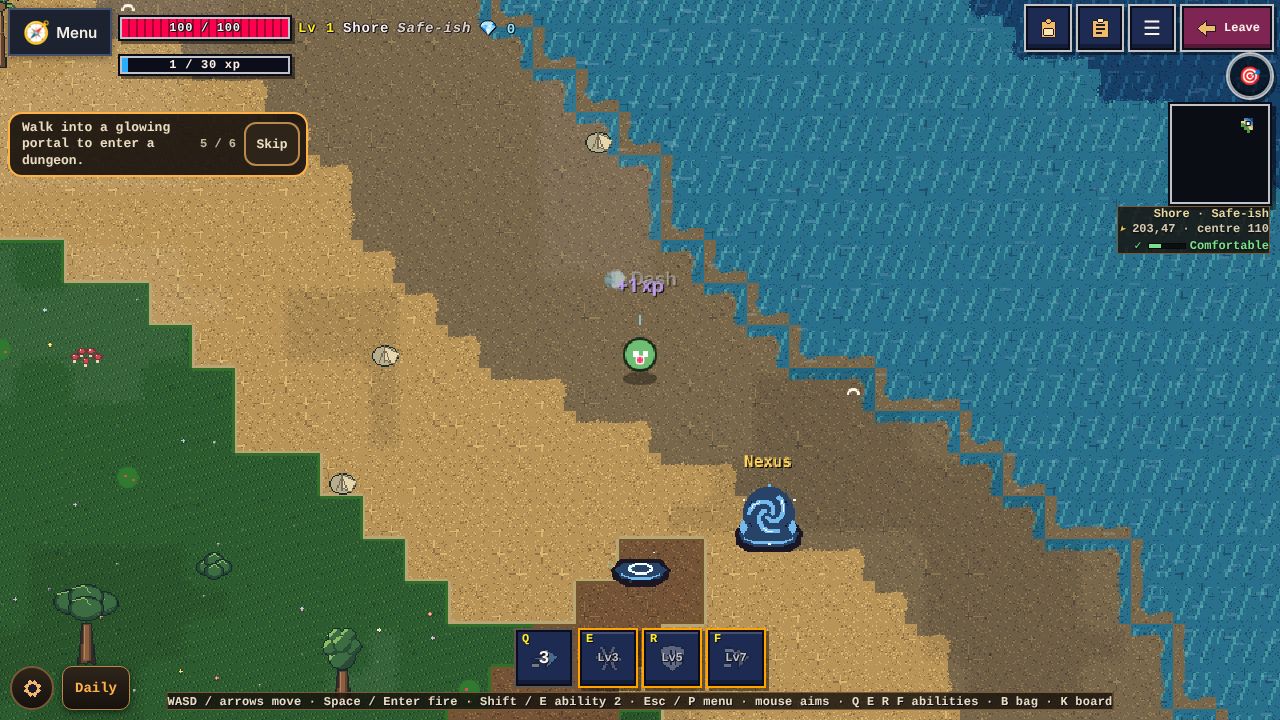 Menu
100 / 100
Lv 1 Shore Safe-ish 0
1 / 30 xp
Leave
Walk into a glowing portal to enter a dungeon.
5 / 6
Skip
Shore · Safe-ish
203,47 · centre 110
✓ Comfortable
Dash
+1 xp
Nexus
Q
3
E
Lv3
R
Lv5
F
Lv7
Daily
WASD / arrows move · Space / Enter fire · Shift / E ability 2 · Esc / P menu · mouse aims · Q E R F abilities · B bag · K board